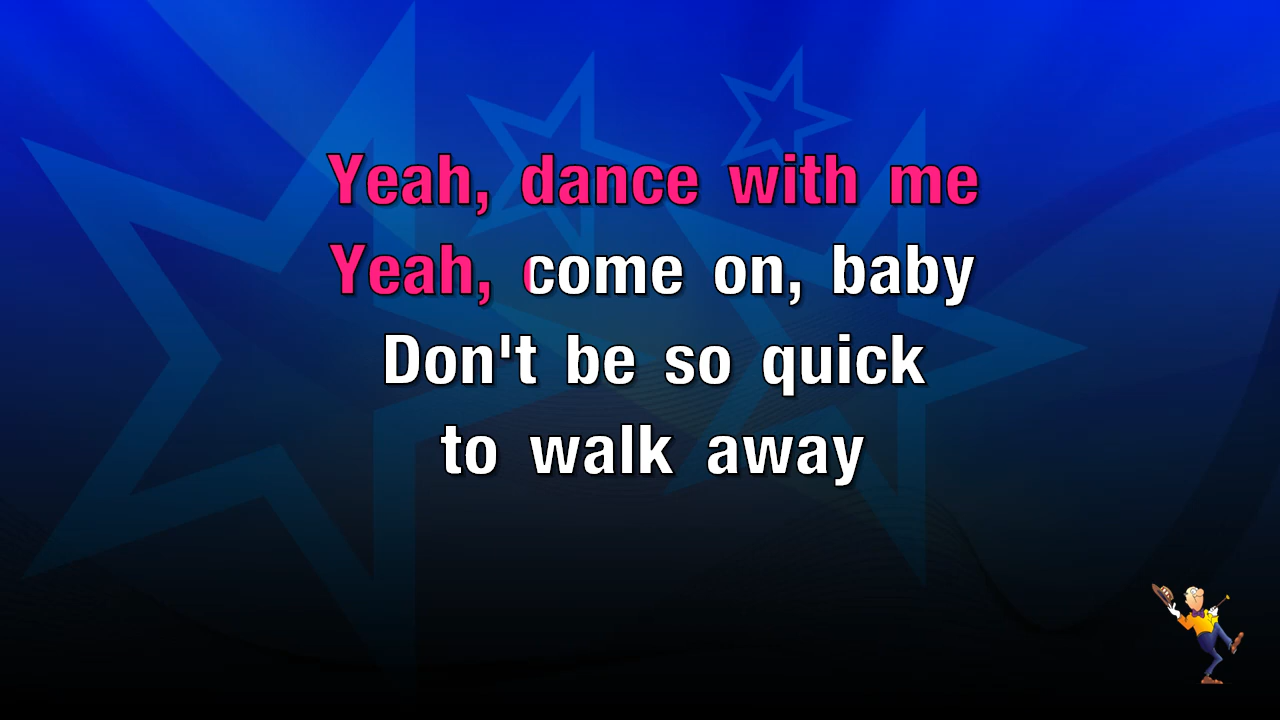 Yeah, dance with me
Yeah, come on, baby
Don't be so quick
to walk away